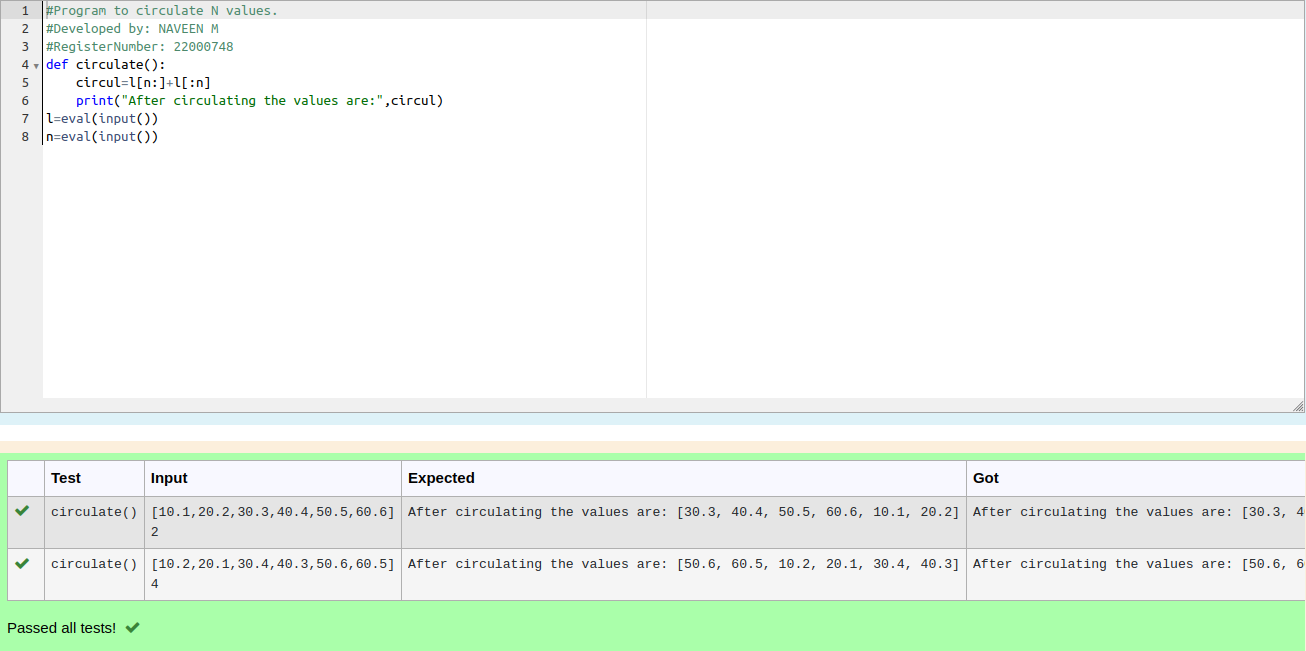 1 #Program to circulate N values.
2 #Developed by: NAVEEN M
3 #RegisterNumber: 22000748
4 def circulate():
5     circul=l[n:]+l[:n]
6     print("After circulating the values are:",circul)
7 l=eval(input())
8 n=eval(input())
Test Input Expected Got
circulate() [10.1,20.2,30.3,40.4,50.5,60.6] After circulating the values are: [30.3, 40.4, 50.5, 60.6, 10.1, 20.2] After circulating the values are: [30.3, 4
2
circulate() [10.2,20.1,30.4,40.3,50.6,60.5] After circulating the values are: [50.6, 60.5, 10.2, 20.1, 30.4, 40.3] After circulating the values are: [50.6, 6
4
Passed all tests!